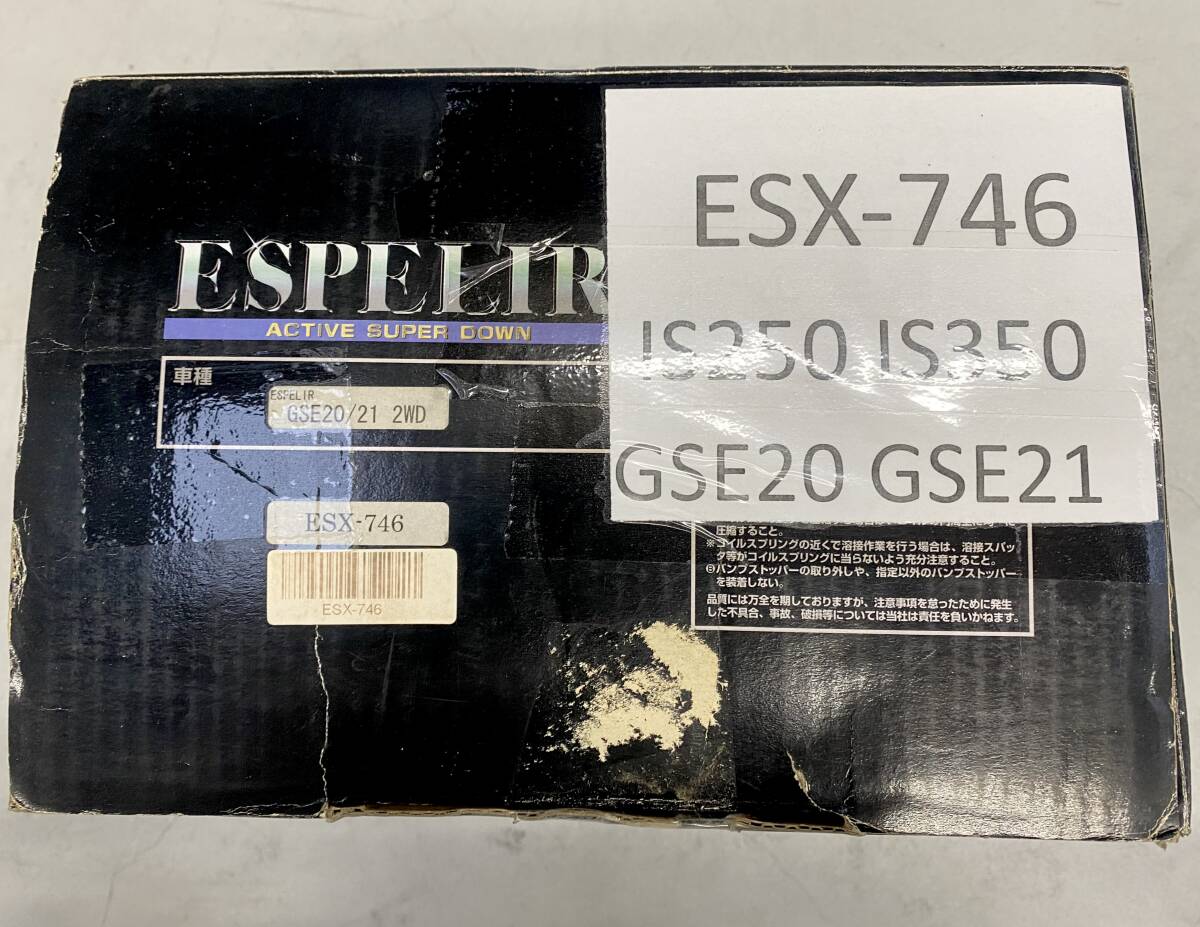 ESX-746
IS250 IS350
GSE20 GSE21
ESPELIR
ACTIVE SUPER DOWN
車種
ESPELIR
GSE20/21 2WD
ESX-746
ESX-746
圧縮すること。
※コイルスプリングの近くで溶接作業を行う場合は、溶接スパッ
タ等がコイルスプリングに当らないよう充分注意すること。
⑧バンプストッパーの取り外しや、指定以外のバンプストッパー
を装着しない。
品質には万全を期しておりますが、注意事項を怠ったために発生
した不具合、事故、破損等については当社は責任を負いかねます。